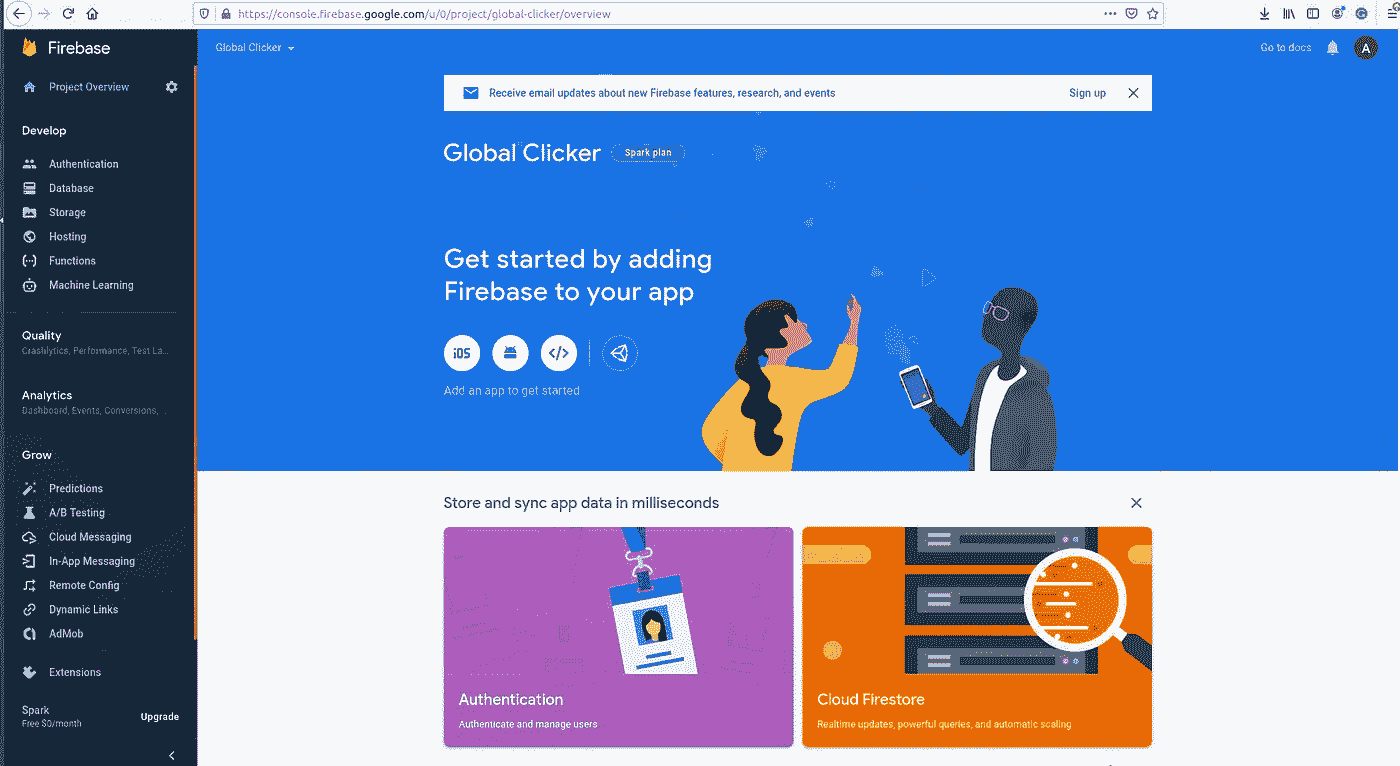 https://console.firebase.google.com/u/0/project/global-clicker/overview
Firebase
Global Clicker
Go to docs
A
Project Overview
Receive email updates about new Firebase features, research, and events
Sign up
Develop
Authentication
Database
Storage
Hosting
Functions
Machine Learning
Quality
Crashlytics, Performance, Test La...
Analytics
Dashboard, Events, Conversions, ...
Grow
Predictions
A/B Testing
Cloud Messaging
In-App Messaging
Remote Config
Dynamic Links
AdMob
Extensions
Spark
Free $0/month
Upgrade
Global Clicker
Spark plan
Get started by adding
Firebase to your app
iOS
Add an app to get started
Store and sync app data in milliseconds
Authentication
Authenticate and manage users
Cloud Firestore
Realtime updates, powerful queries, and automatic scaling